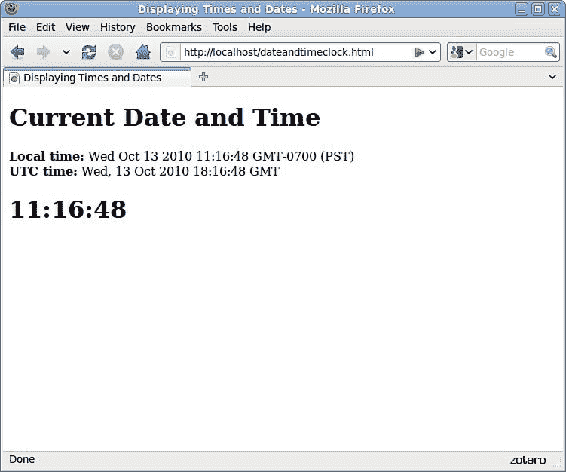 Displaying Times and Dates - Mozilla Firefox
File Edit View History Bookmarks Tools Help
http://localhost/dateandtimeclock.html Google
Displaying Times and Dates
Current Date and Time
Local time: Wed Oct 13 2010 11:16:48 GMT-0700 (PST)
UTC time: Wed, 13 Oct 2010 18:16:48 GMT
11:16:48
Done zotero